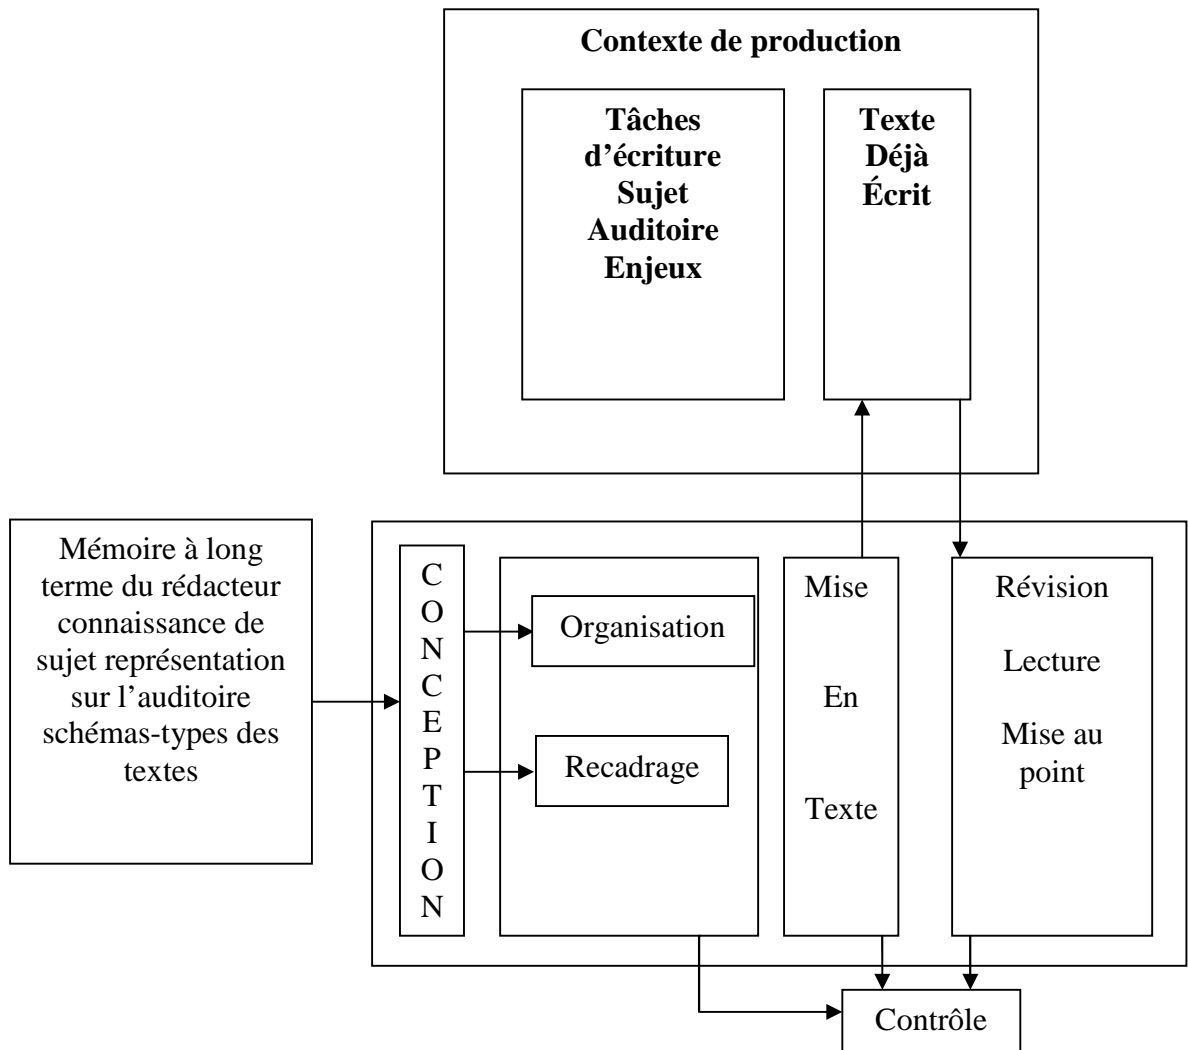 Contexte de production
Tâches
d’écriture
Sujet
Auditoire
Enjeux
Texte
Déjà
Écrit
Mémoire à long
terme du rédacteur
connaissance de
sujet représentation
sur l’auditoire
schémas-types des
textes
C
O
N
C
E
P
T
I
O
N
Organisation
Recadrage
Mise
En
Texte
Révision
Lecture
Mise au
point
Contrôle